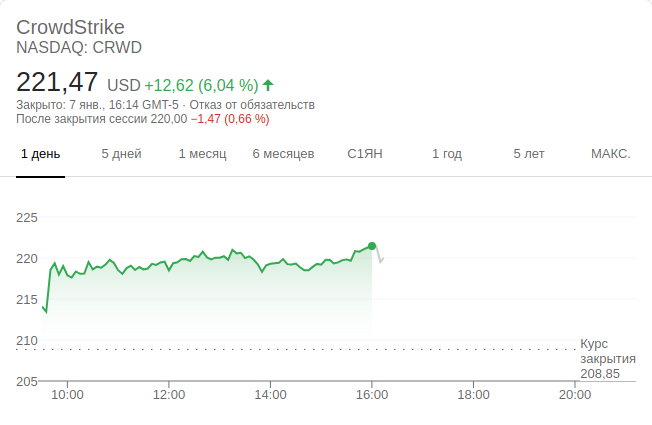 CrowdStrike
NASDAQ: CRWD
221,47 USD +12,62 (6,04 %)
Закрыто: 7 янв., 16:14 GMT-5 · Отказ от обязательств
После закрытия сессии 220,00 −1,47 (0,66 %)
1 день 5 дней 1 месяц 6 месяцев С1ЯН 1 год 5 лет МАКС.
225
220
215
210
Курс
закрытия
208,85
205
10:00 12:00 14:00 16:00 18:00 20:00